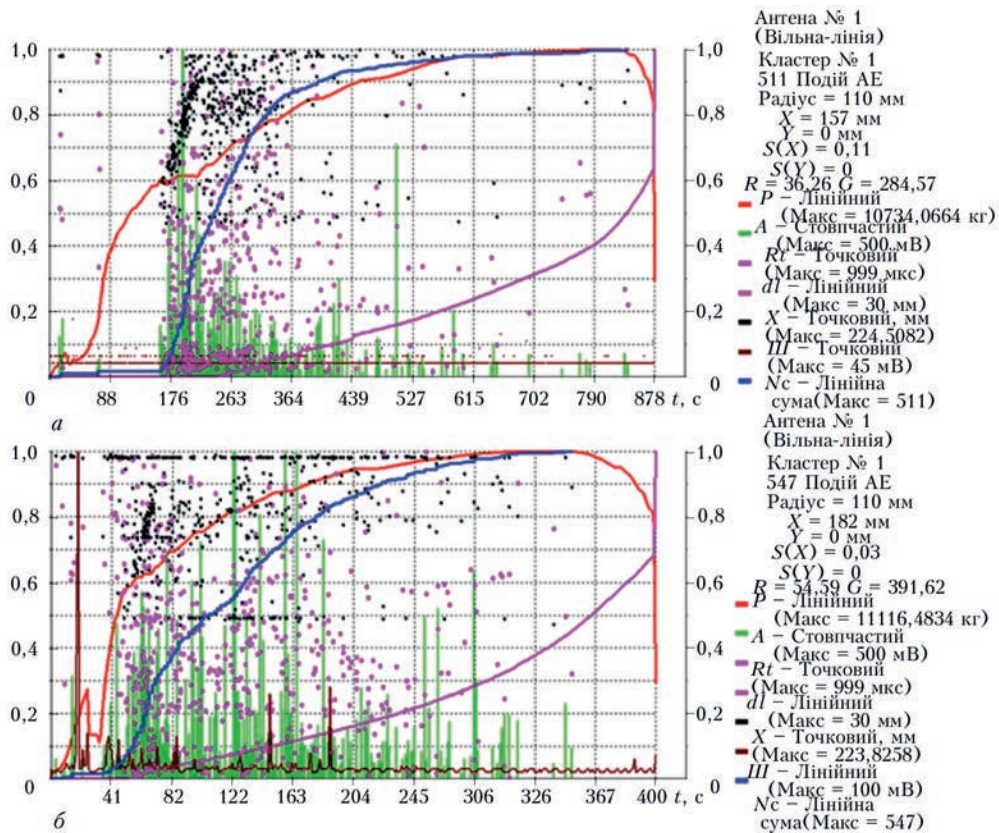 1,0
0,8
0,6
0,4
0,2
0
1,0
0,8
0,6
0,4
0,2
0
88 176 263 351 364 439 527 615 702 790 878 t, с
а
1,0
0,8
0,6
0,4
0,2
0
1,0
0,8
0,6
0,4
0,2
0
41 82 122 163 204 245 306 326 367 400 t, с
б
Антена № 1
(Вільна-лінія)
Кластер № 1
511 Подій АЕ
Радіус = 110 мм
X = 157 мм
Y = 0 мм
S(X) = 0,11
S(Y) = 0
R = 36,26 G = 284,57
P – Лінійний
(Макс = 10734,0664 кг)
A – Стовпчастий
(Макс = 500 мВ)
Rt – Точковий
(Макс = 999 мкс)
dl – Лінійний
(Макс = 30 мм)
X – Точковий, мм
(Макс = 224,5082)
Ш – Точковий
(Макс = 45 мВ)
Nc – Лінійна
сума(Макс = 511)
Антена № 1
(Вільна-лінія)
Кластер № 1
547 Подій АЕ
Радіус = 110 мм
X = 182 мм
Y = 0 мм
S(X) = 0,03
S(Y) = 0
R = 54,59 G = 391,62
P – Лінійний
(Макс = 11116,4834 кг)
A – Стовпчастий
(Макс = 500 мВ)
Rt – Точковий
(Макс = 999 мкс)
dl – Лінійний
(Макс = 30 мм)
X – Точковий, мм
(Макс = 223,8258)
Ш – Лінійний
(Макс = 100 мВ)
Nc – Лінійна
сума(Макс = 547)